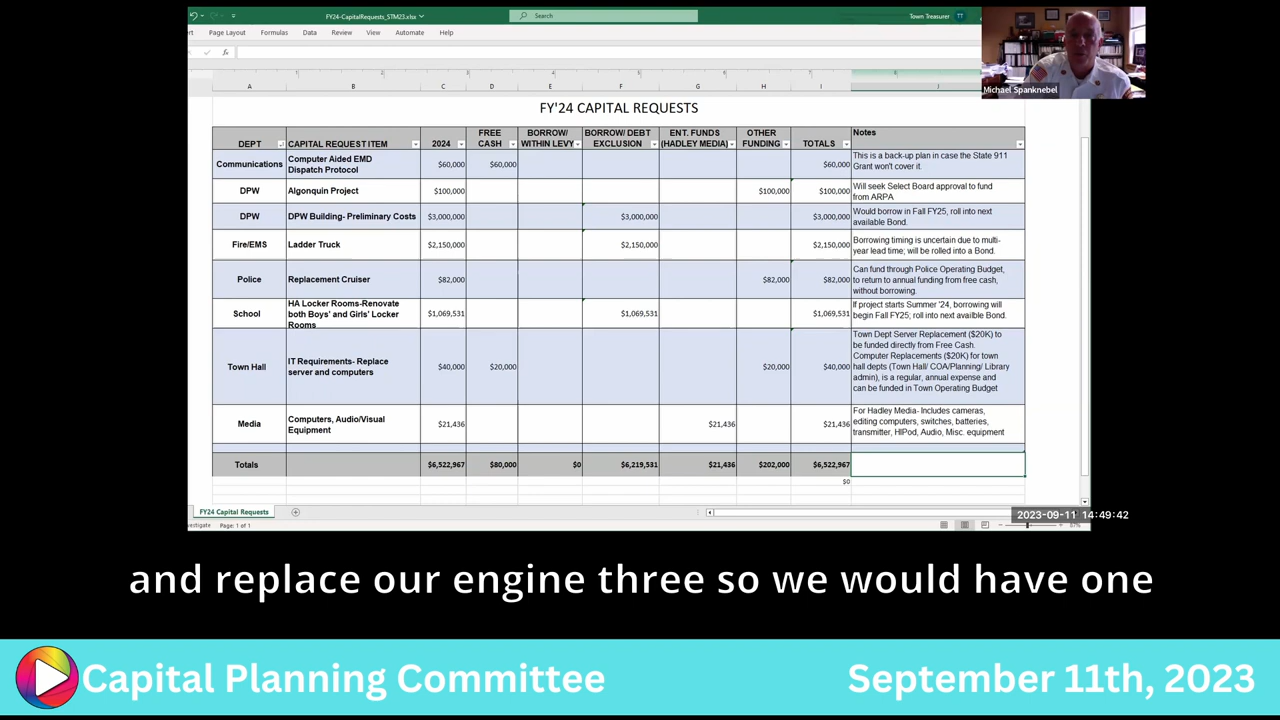 FY24-CapitalRequests_STM23.xlsx
Search
Town Treasurer
TT
Page Layout Formulas Data Review View Automate Help
fx
Michael Spanknebel
A B C D E F G H I J
FY'24 CAPITAL REQUESTS
DEPT CAPITAL REQUEST ITEM 2024 FREE CASH BORROW/ WITHIN LEVY BORROW/ DEBT EXCLUSION ENT. FUNDS (HADLEY MEDIA) OTHER FUNDING TOTALS Notes
Communications Computer Aided EMD Dispatch Protocol $60,000 $60,000 $60,000 This is a back-up plan in case the State 911 Grant won't cover it.
DPW Algonquin Project $100,000 $100,000 $100,000 Will seek Select Board approval to fund from ARPA
DPW DPW Building- Preliminary Costs $3,000,000 $3,000,000 $3,000,000 Would borrow in Fall FY25, roll into next available Bond.
Fire/EMS Ladder Truck $2,150,000 $2,150,000 $2,150,000 Borrowing timing is uncertain due to multi-year lead time; will be rolled into a Bond.
Police Replacement Cruiser $82,000 $82,000 $82,000 Can fund through Police Operating Budget, to return to annual funding from free cash, without borrowing.
School HA Locker Rooms-Renovate both Boys' and Girls' Locker Rooms $1,069,531 $1,069,531 $1,069,531 If project starts Summer '24, borrowing will begin Fall FY25; roll into next availble Bond.
Town Hall IT Requirements- Replace server and computers $40,000 $20,000 $20,000 $40,000 Town Dept Server Replacement ($20K) to be funded directly from Free Cash. Computer Replacements ($20K) for town hall depts (Town Hall/ COA/Planning/ Library admin), is a regular, annual expense and can be funded in Town Operating Budget
Media Computers, Audio/Visual Equipment $21,436 $21,436 $21,436 For Hadley Media- Includes cameras, editing computers, switches, batteries, transmitter, HIPod, Audio, Misc. equipment
Totals $6,522,967 $80,000 $0 $6,219,531 $21,436 $202,000 $6,522,967
$0
FY24 Capital Requests
Page: 1 of 1
2023-09-11 14:49:42
and replace our engine three so we would have one
Capital Planning Committee
September 11th, 2023